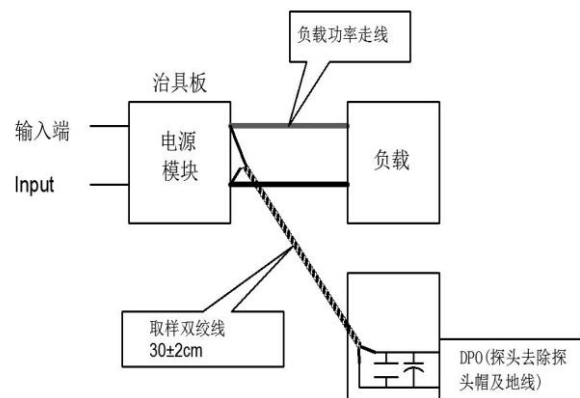 负载功率走线
治具板
输入端
Input
电源
模块
负载
取样双绞线
30±2cm
DPO(探头去除探
头帽及地线)